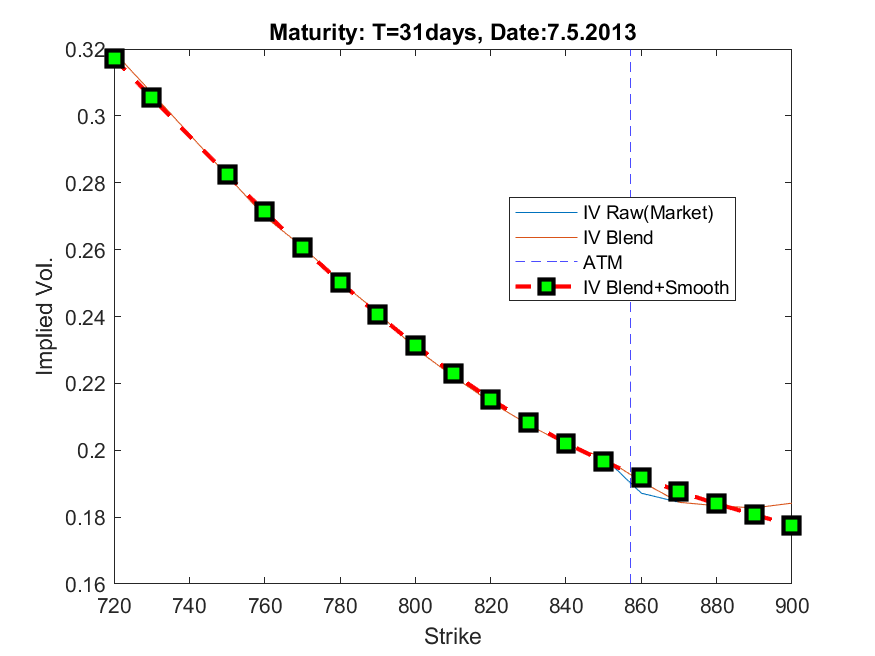 Maturity: T=31days, Date:7.5.2013
0.32
0.3
0.28
0.26
0.24
0.22
0.2
0.18
0.16
Implied Vol.
IV Raw(Market)
IV Blend
ATM
IV Blend+Smooth
720 740 760 780 800 820 840 860 880 900
Strike